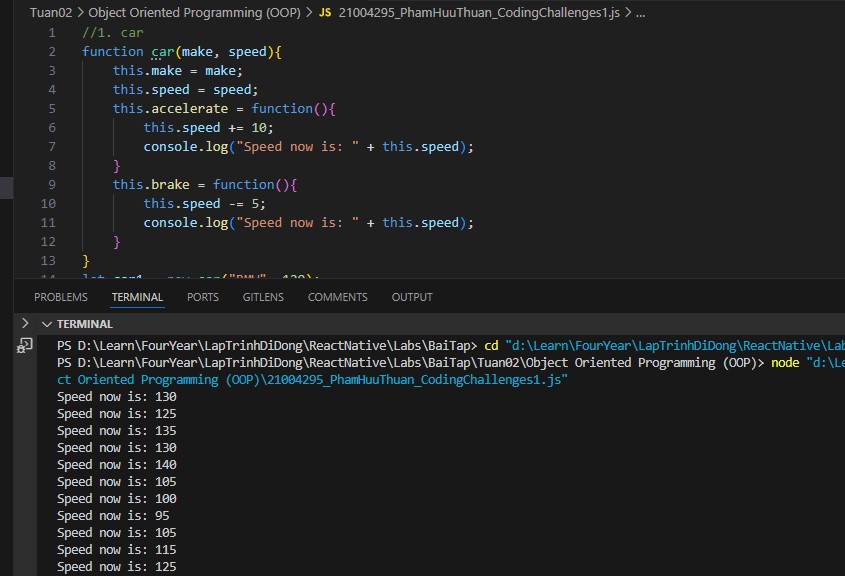 Tuan02 > Object Oriented Programming (OOP) > JS 21004295_PhamHuuThuan_CodingChallenges1.js > ...
1 //1. car
2 function car(make, speed){
3 this.make = make;
4 this.speed = speed;
5 this.accelerate = function(){
6 this.speed += 10;
7 console.log("Speed now is: " + this.speed);
8 }
9 this.brake = function(){
10 this.speed -= 5;
11 console.log("Speed now is: " + this.speed);
12 }
13 }
14 let car1 = new car("BMW", 120);
PROBLEMS TERMINAL PORTS GITLENS COMMENTS OUTPUT
TERMINAL
PS D:\Learn\FourYear\LapTrinhDiDong\ReactNative\Labs\BaiTap> cd "d:\Learn\FourYear\LapTrinhDiDong\ReactNative\Lab
PS D:\Learn\FourYear\LapTrinhDiDong\ReactNative\Labs\BaiTap\Tuan02\Object Oriented Programming (OOP)> node "d:\Le
ct Oriented Programming (OOP)\21004295_PhamHuuThuan_CodingChallenges1.js"
Speed now is: 130
Speed now is: 125
Speed now is: 135
Speed now is: 130
Speed now is: 140
Speed now is: 105
Speed now is: 100
Speed now is: 95
Speed now is: 105
Speed now is: 115
Speed now is: 125